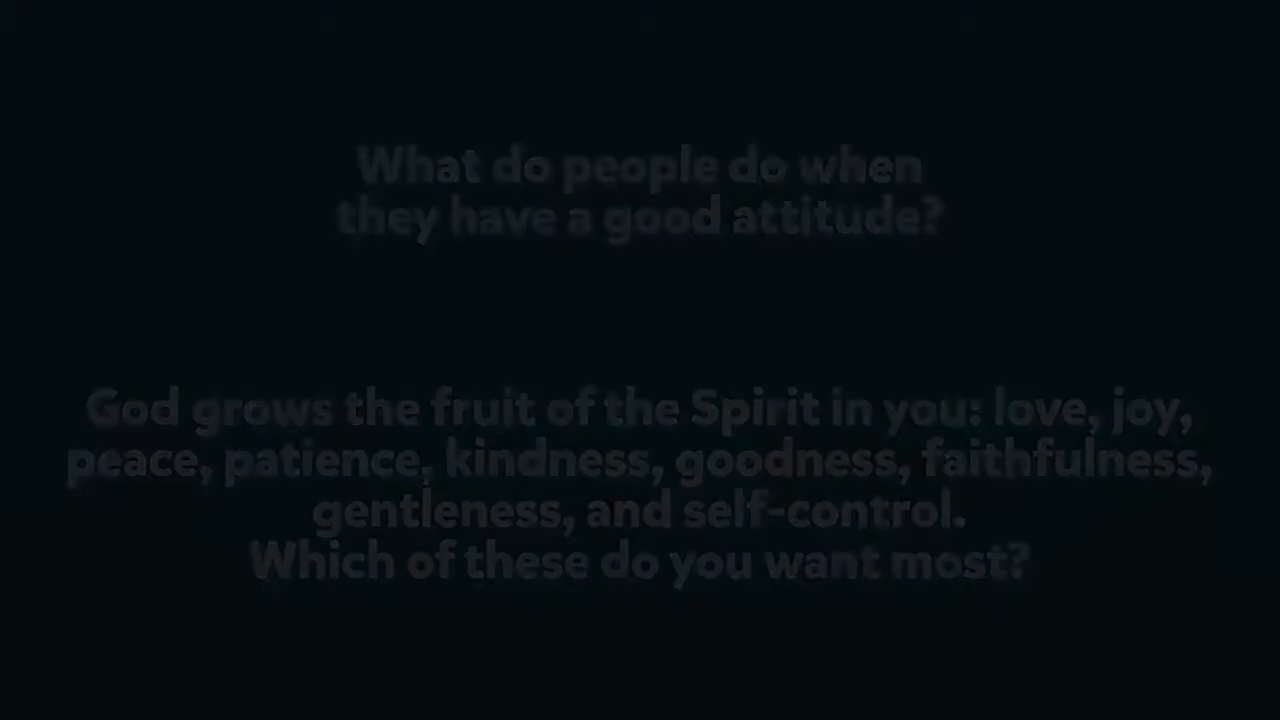 What do people do when
they have a good attitude?
God grows the fruit of the Spirit in you: love, joy,
peace, patience, kindness, goodness, faithfulness,
gentleness, and self-control.
Which of these do you want most?